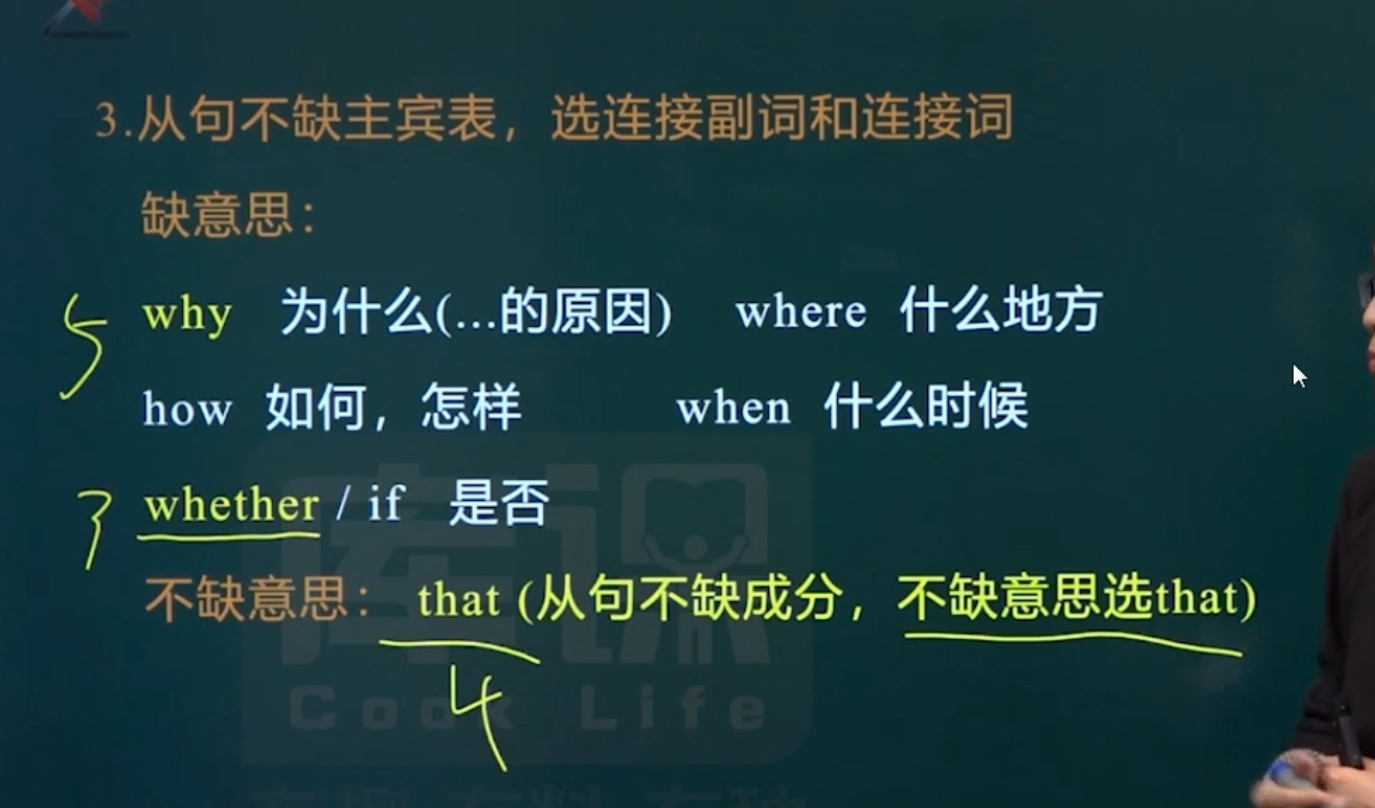 3.从句不缺主宾表，选连接副词和连接词
缺意思：
5 why 为什么(...的原因) where 什么地方
how 如何，怎样 when 什么时候
7 whether / if 是否
不缺意思： that (从句不缺成分，不缺意思选that)
4
库课
Cook Life